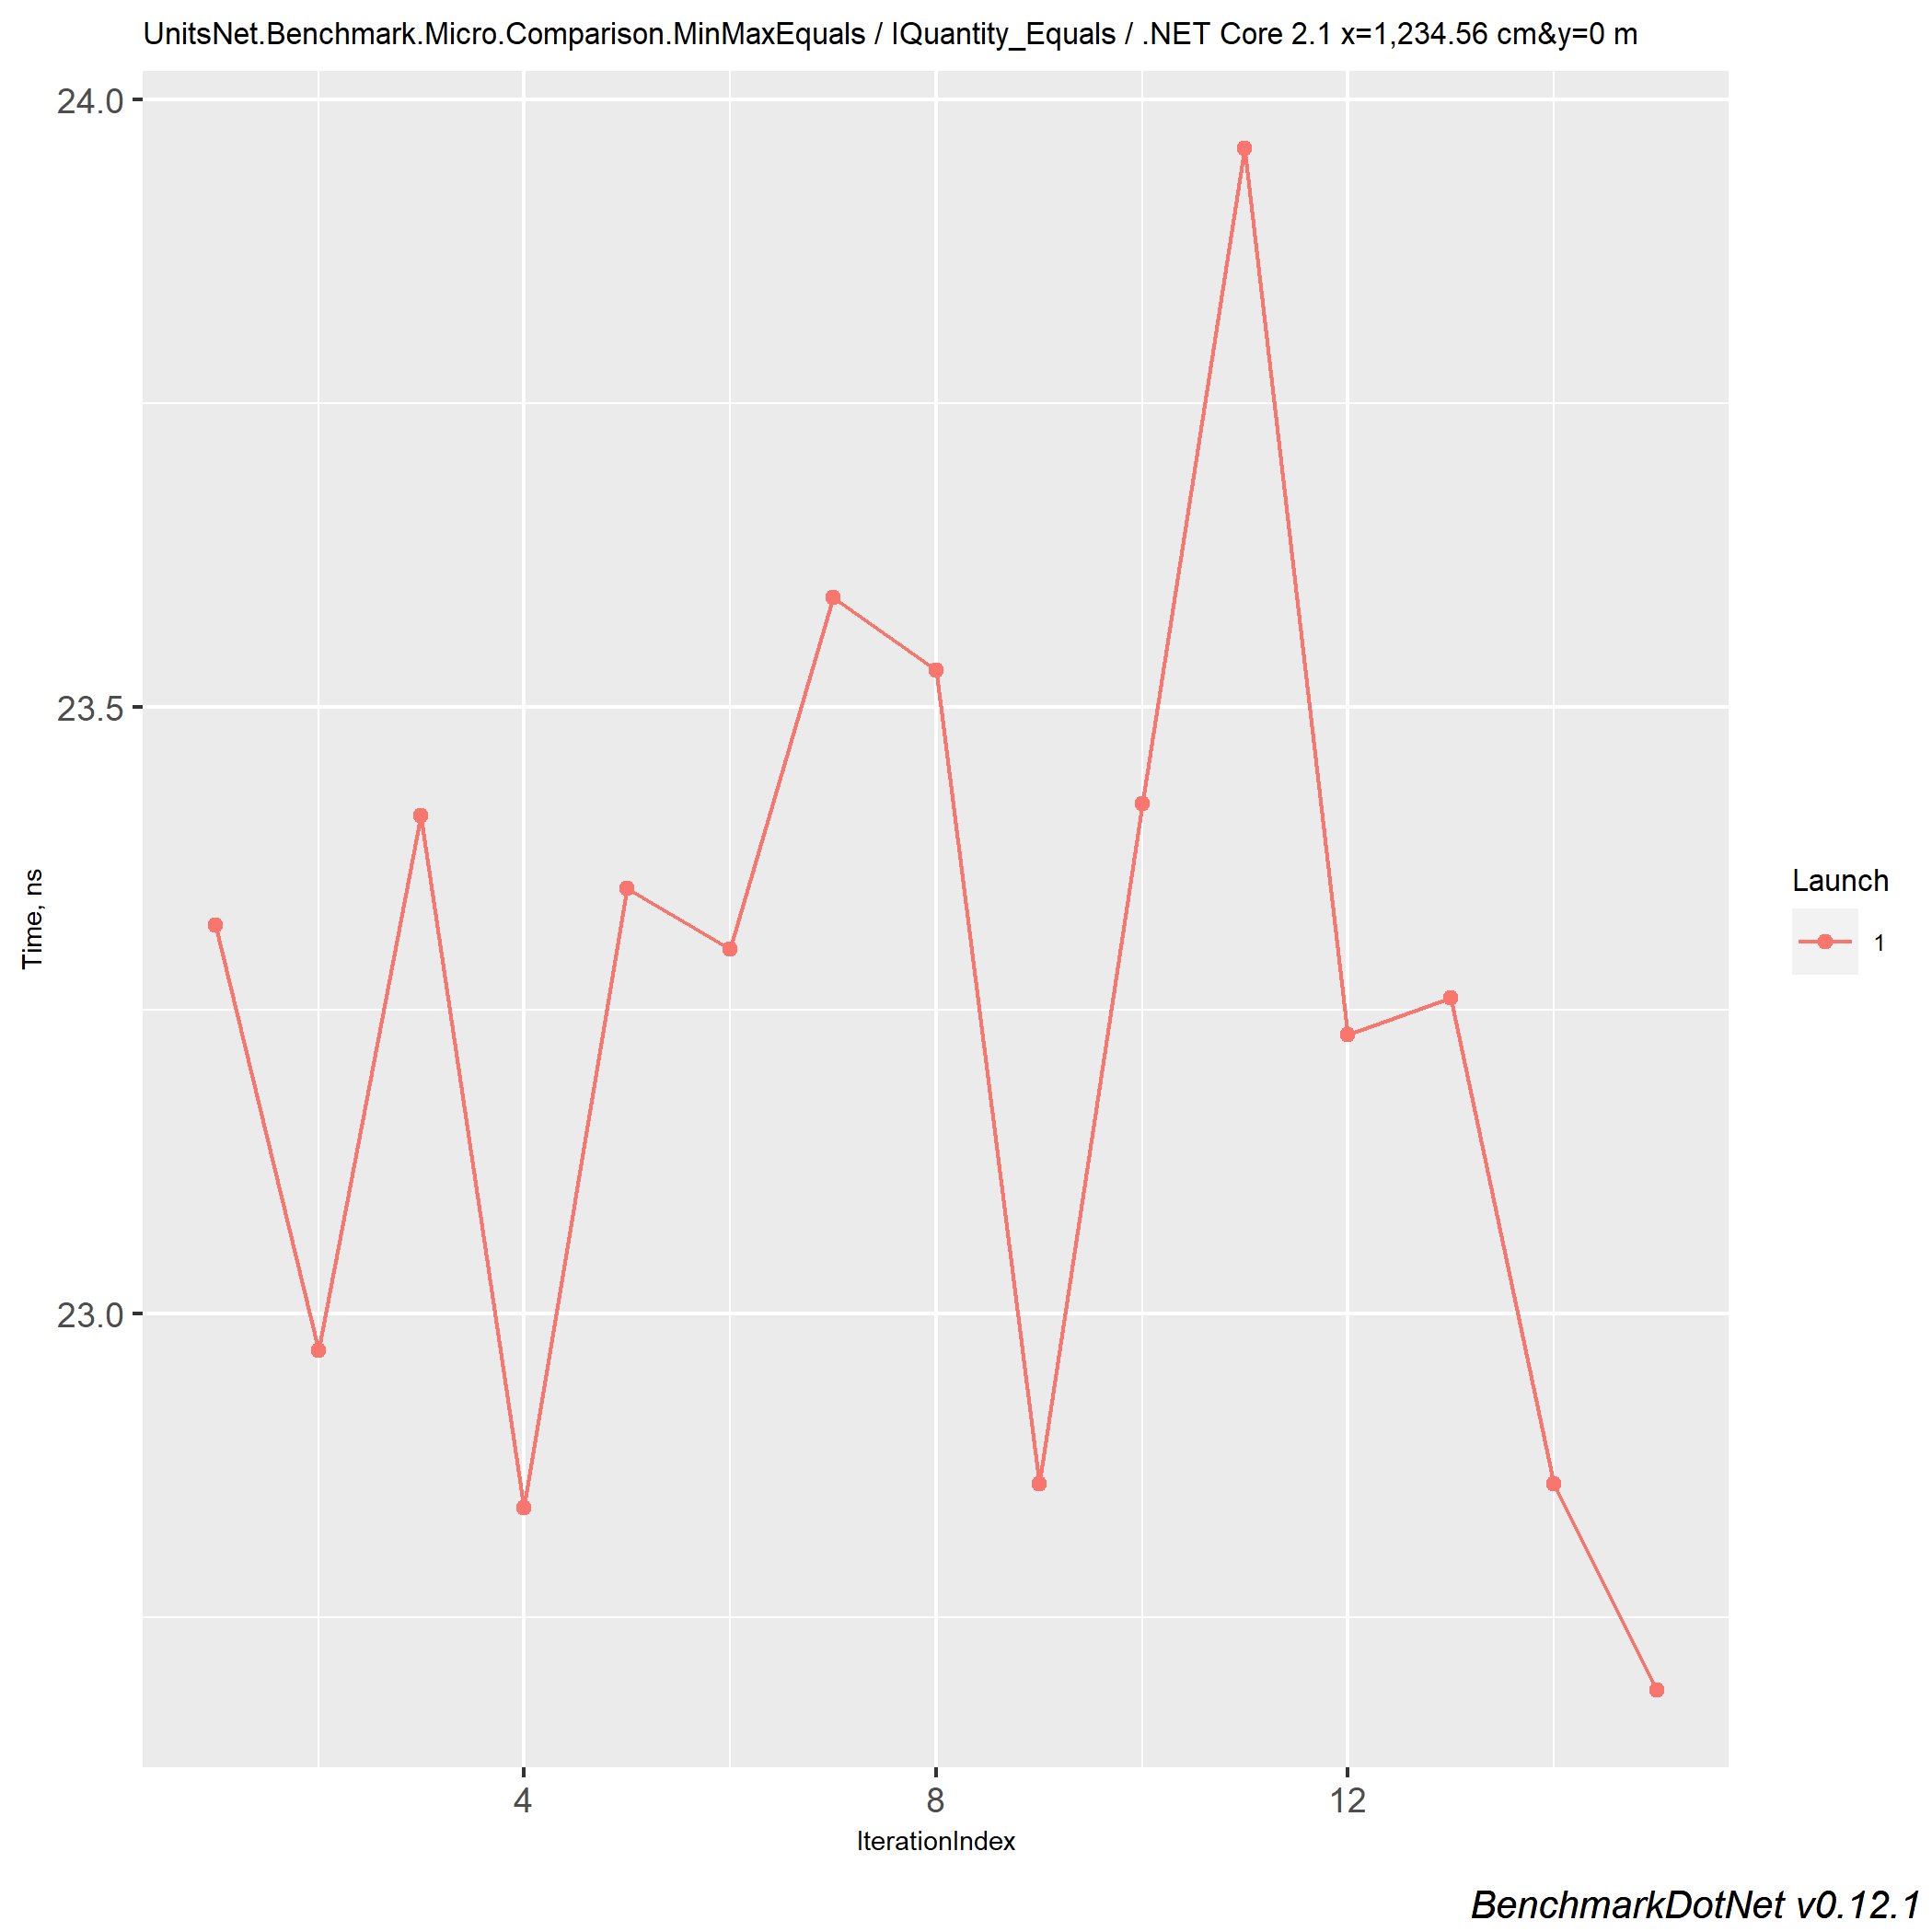 UnitsNet.Benchmark.Micro.Comparison.MinMaxEquals / IQuantity_Equals / .NET Core 2.1 x=1,234.56 cm&y=0 m
24.0
23.5
23.0
Time, ns
4
8
12
IterationIndex
Launch
1
BenchmarkDotNet v0.12.1